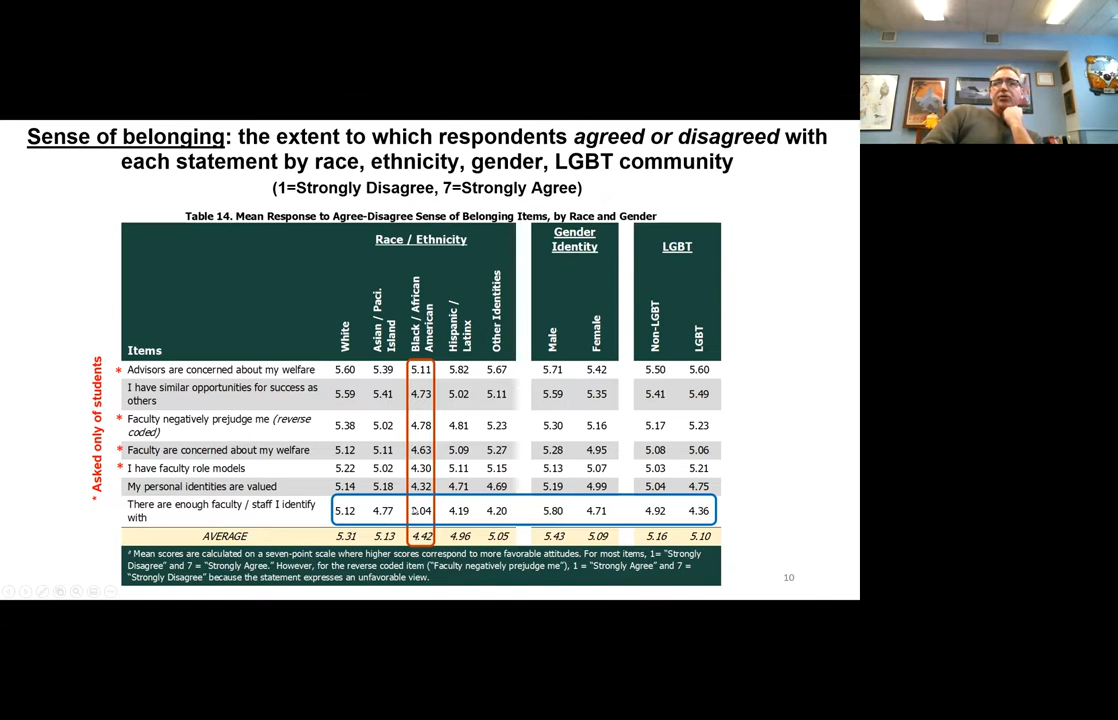 Sense of belonging: the extent to which respondents agreed or disagreed with
each statement by race, ethnicity, gender, LGBT community
(1=Strongly Disagree, 7=Strongly Agree)
Table 14. Mean Response to Agree-Disagree Sense of Belonging Items, by Race and Gender
Race / Ethnicity
Gender
Identity
LGBT
Items
White
Asian / Paci.
Island
Black / African
American
Hispanic /
Latinx
Other Identities
Male
Female
Non-LGBT
LGBT
* Asked only of students
* Advisors are concerned about my welfare 5.60 5.39 5.11 5.82 5.67 5.71 5.42 5.50 5.60
I have similar opportunities for success as
others 5.59 5.41 4.73 5.02 5.11 5.59 5.35 5.41 5.49
* Faculty negatively prejudge me (reverse
coded) 5.38 5.02 4.78 4.81 5.23 5.30 5.16 5.17 5.23
* Faculty are concerned about my welfare 5.12 5.11 4.63 5.09 5.27 5.28 4.95 5.08 5.06
* I have faculty role models 5.22 5.02 4.30 5.11 5.15 5.13 5.07 5.03 5.21
My personal identities are valued 5.14 5.18 4.32 4.71 4.69 5.19 4.99 5.04 4.75
There are enough faculty / staff I identify
with 5.12 4.77 .04 4.19 4.20 5.80 4.71 4.92 4.36
AVERAGE 5.31 5.13 4.42 4.96 5.05 5.43 5.09 5.16 5.10
Mean scores are calculated on a seven-point scale where higher scores correspond to more favorable attitudes. For most items, 1= "Strongly
Disagree" and 7 = "Strongly Agree." However, for the reverse coded item ("Faculty negatively prejudge me"), 1 = "Strongly Agree" and 7 =
"Strongly Disagree" because the statement expresses an unfavorable view.
10